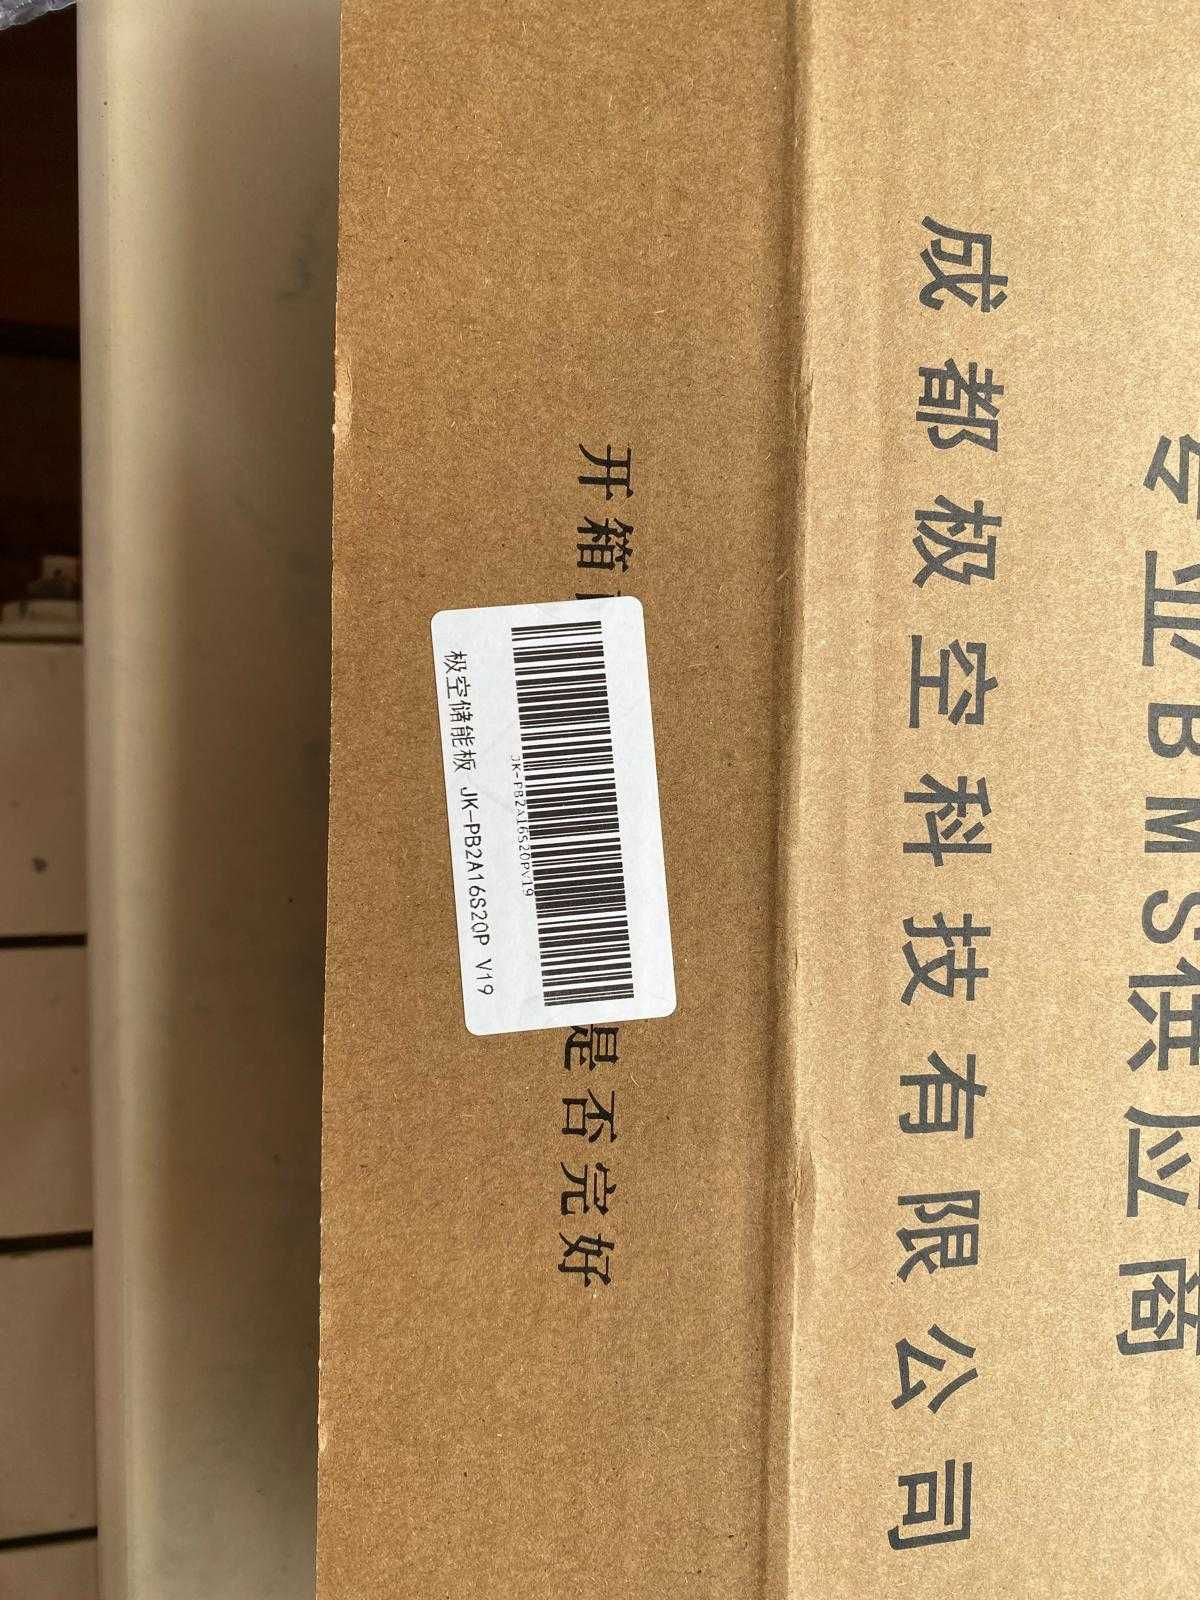 专业BMS供应商
成都极空科技有限公司
开箱
是否完好
JK-PB2A16S20PV19
极空储能板 JK-PB2A16S20P V19